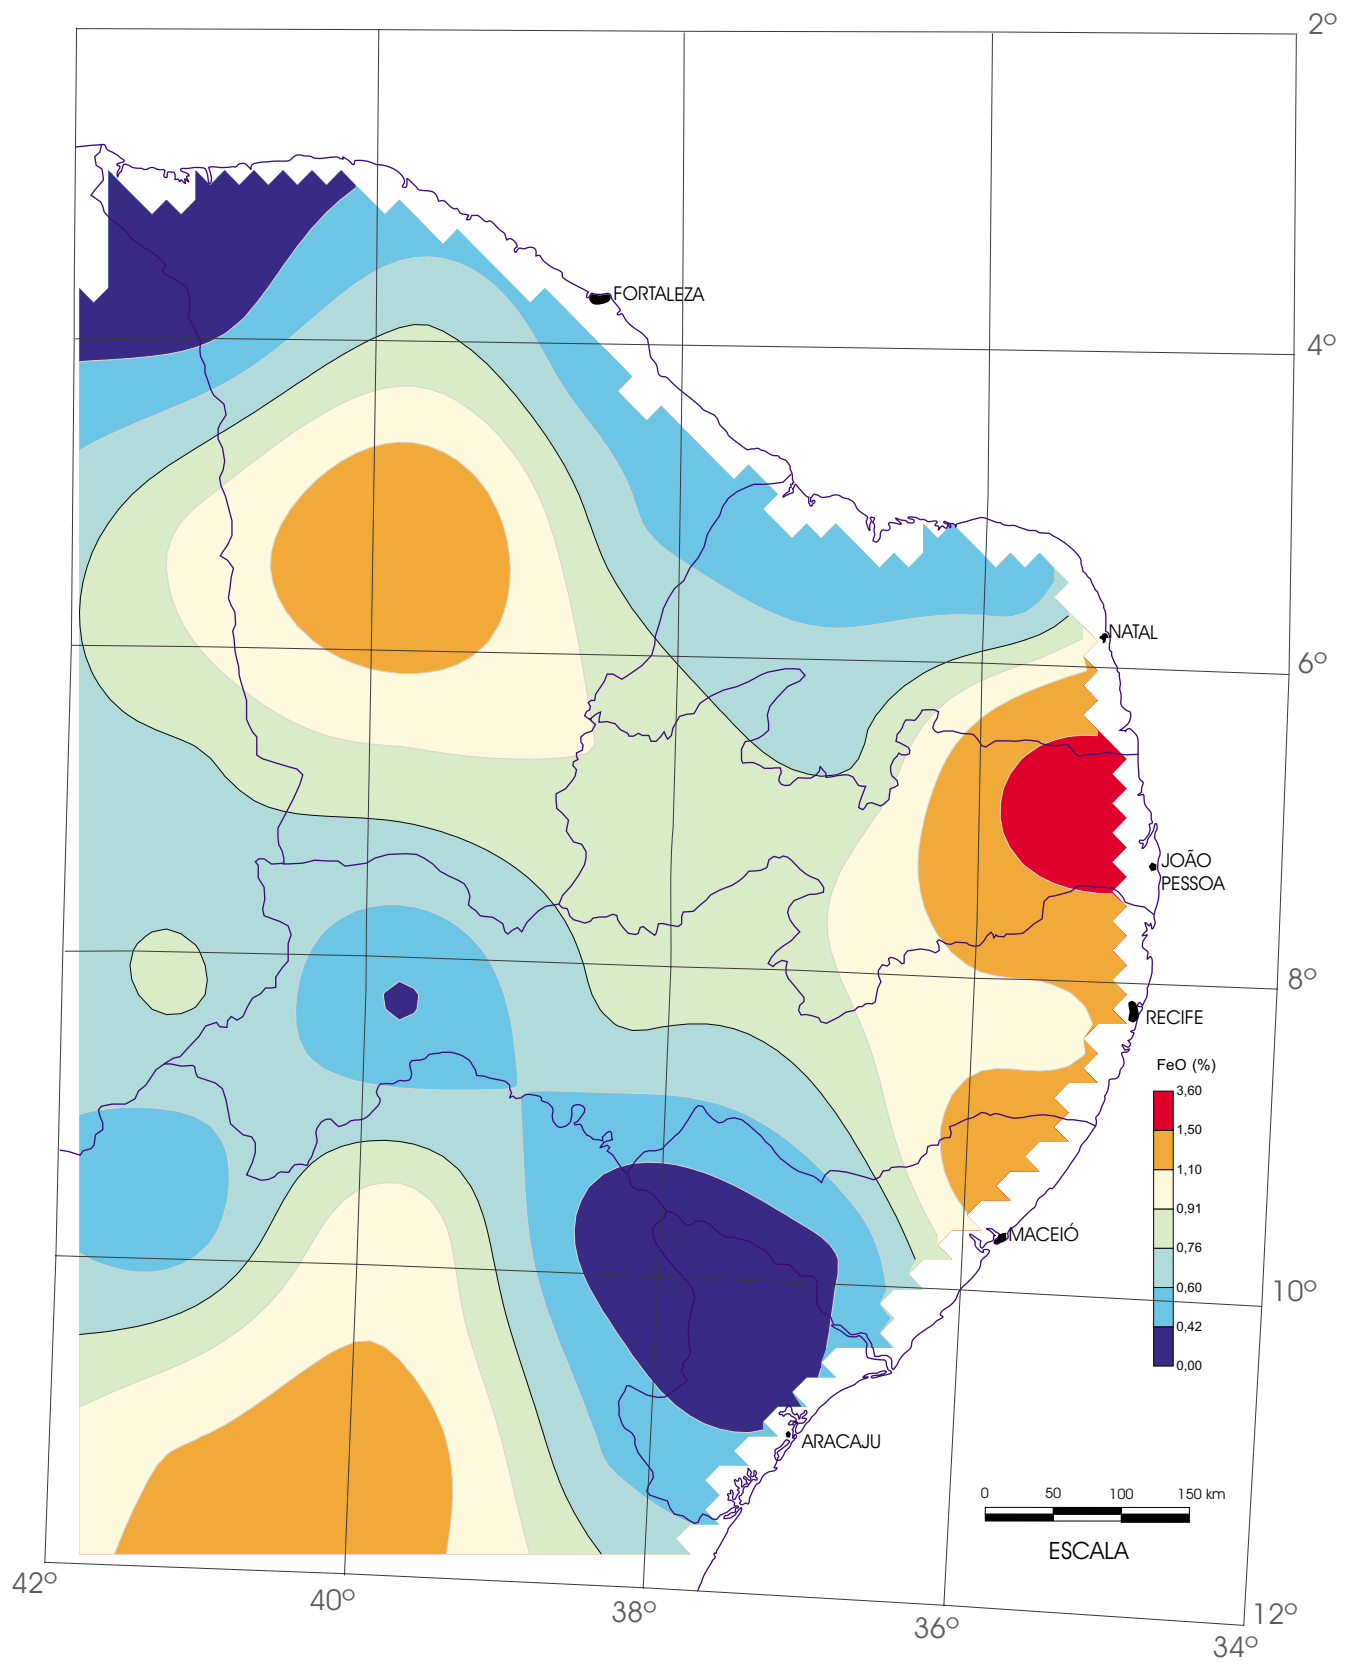 2º
FORTALEZA
4º
NATAL
6º
JOÃO
PESSOA
8º
RECIFE
FeO (%)
3,60
1,50
1,10
0,91
0,76
0,60
0,42
0,00
MACEIÓ
10º
ARACAJU
0 50 100 150 km
ESCALA
42º
40º
38º
36º
12º
34º